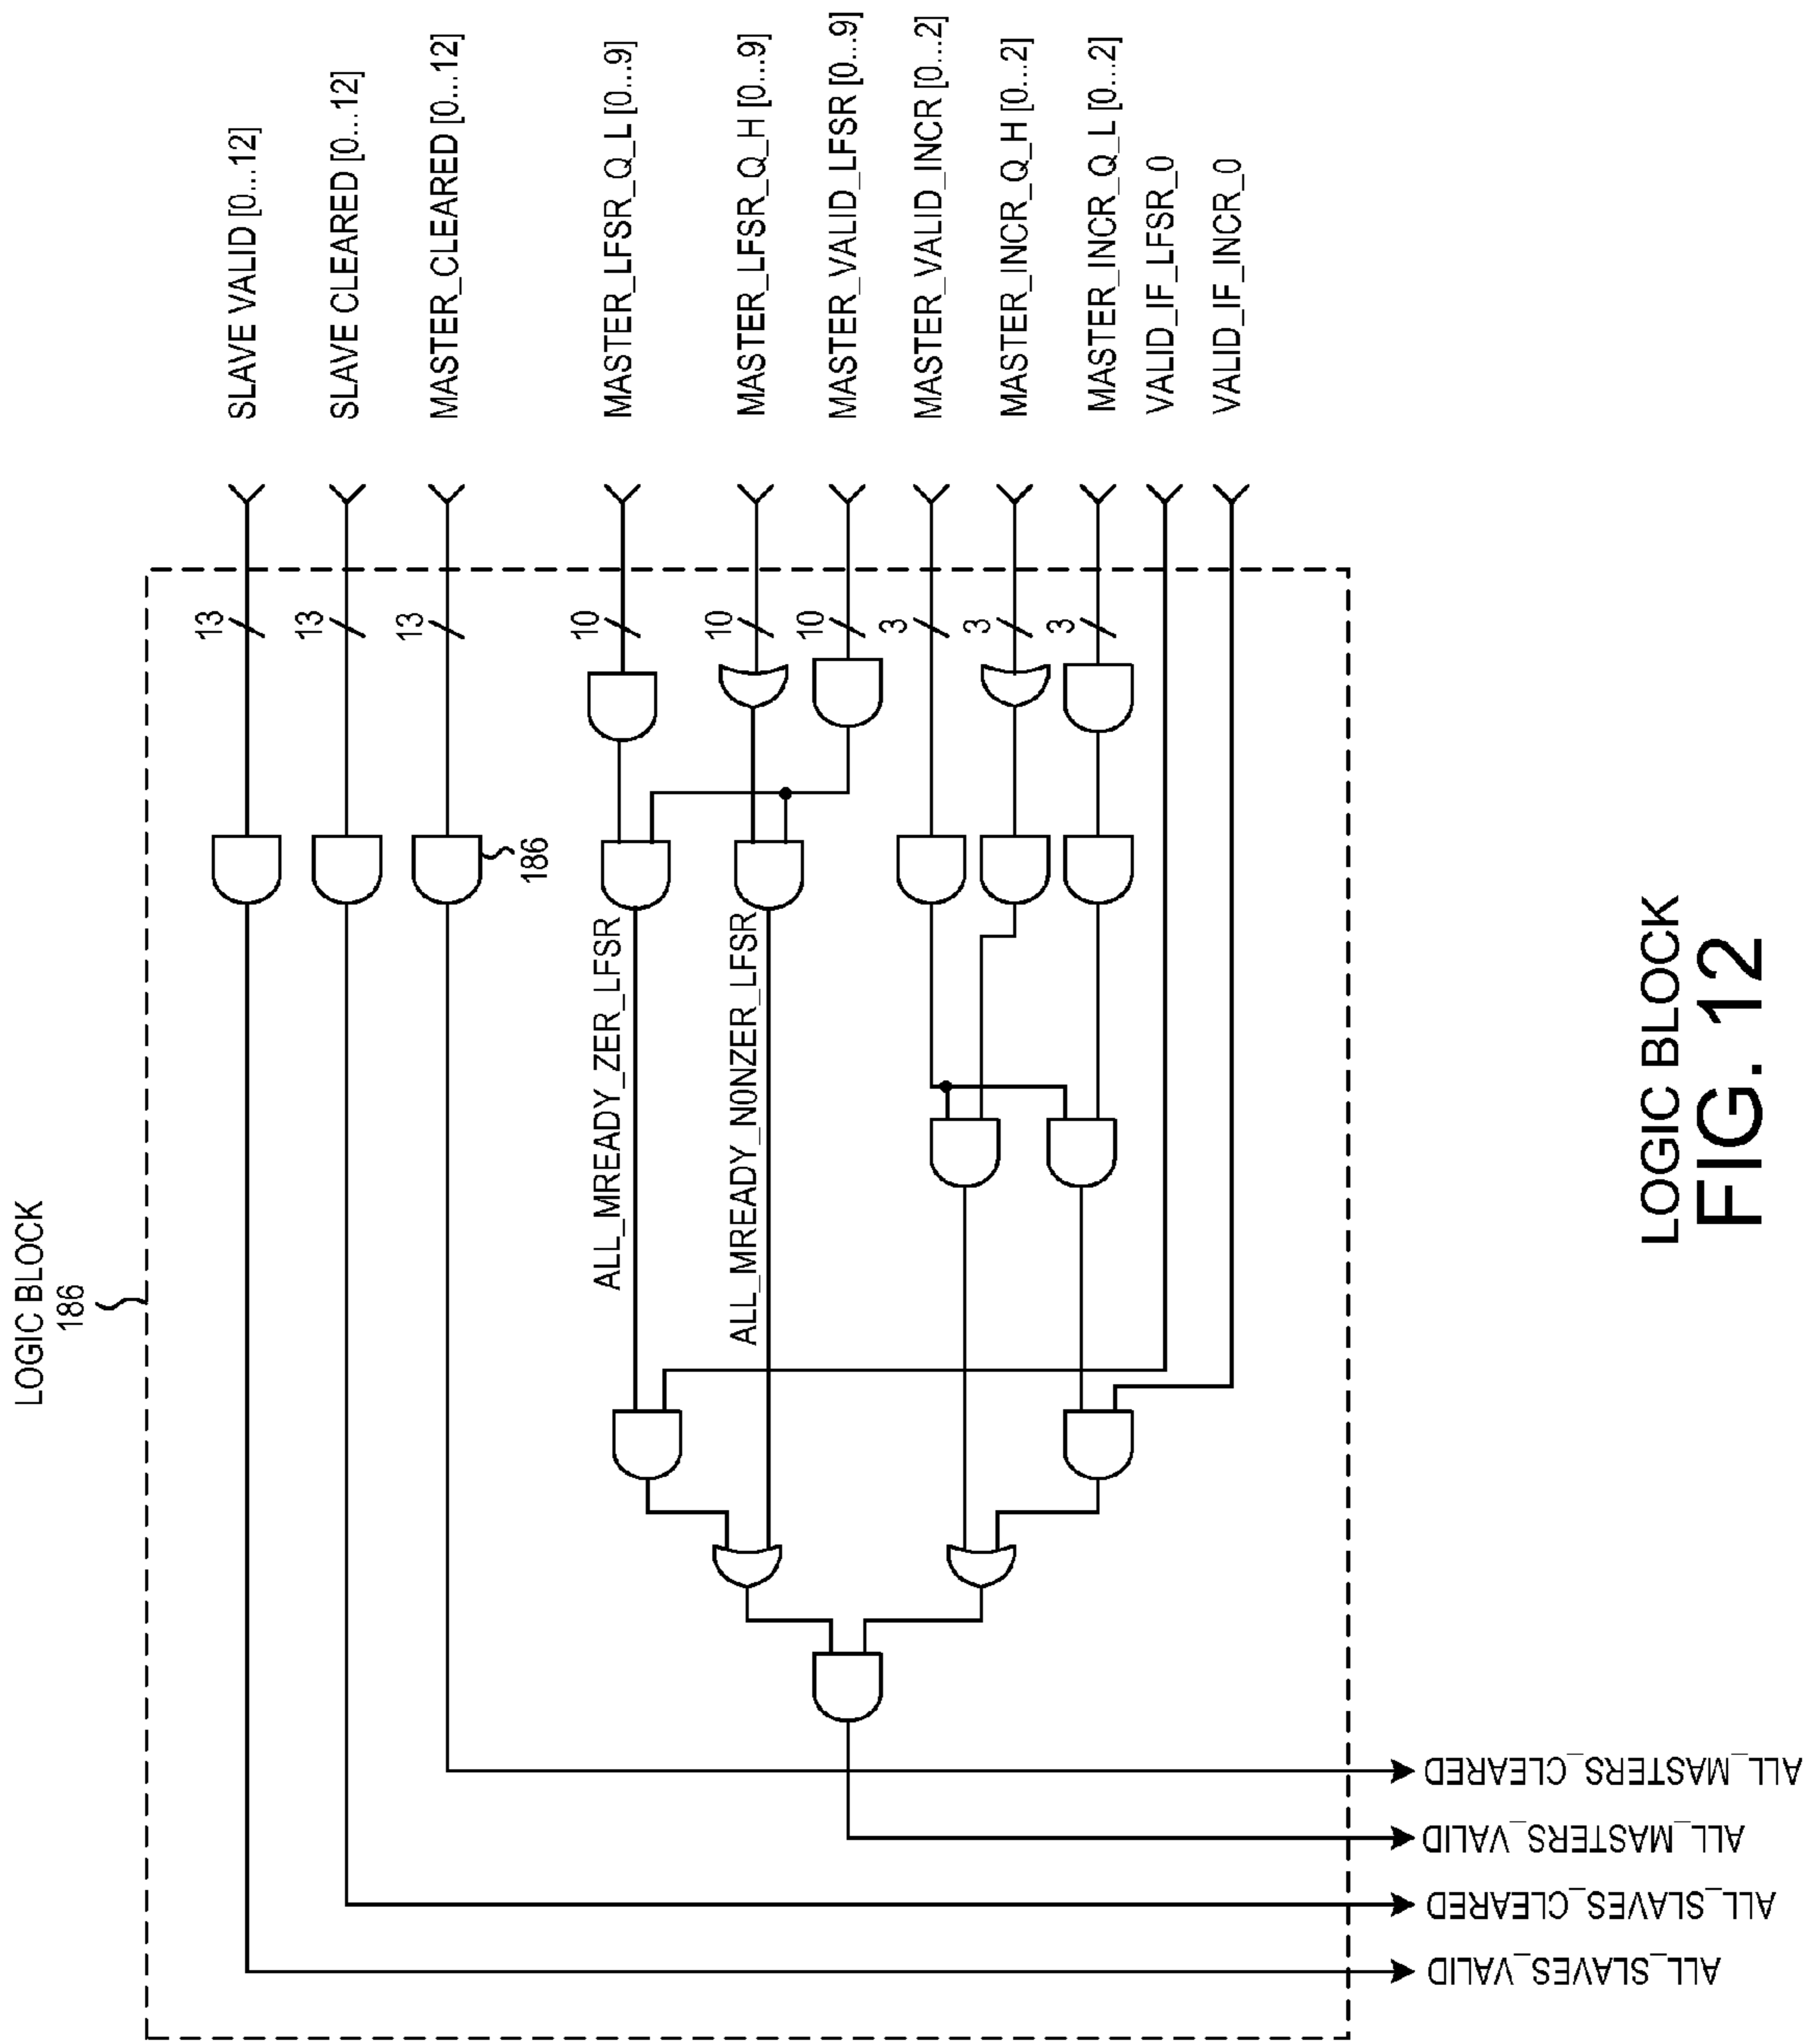 LOGIC BLOCK
186
SLAVE VALID [0...12]
SLAVE CLEARED [0...12]
MASTER_CLEARED [0...12]
MASTER_LFSR_Q_L [0...9]
MASTER_LFSR_Q_H [0...9]
MASTER_VALID_LFSR [0...9]
MASTER_VALID_INCR [0...2]
MASTER_INCR_Q_H [0...2]
MASTER_INCR_Q_L [0...2]
VALID_IF_LFSR_0
VALID_IF_INCR_0
13
13
13
10
10
10
3
3
3
186
ALL_MREADY_ZER_LFSR
ALL_MREADY_N0NZER_LFSR
ALL_MASTERS_CLEARED
ALL_MASTERS_VALID
ALL_SLAVES_CLEARED
ALL_SLAVES_VALID
LOGIC BLOCK
FIG. 12